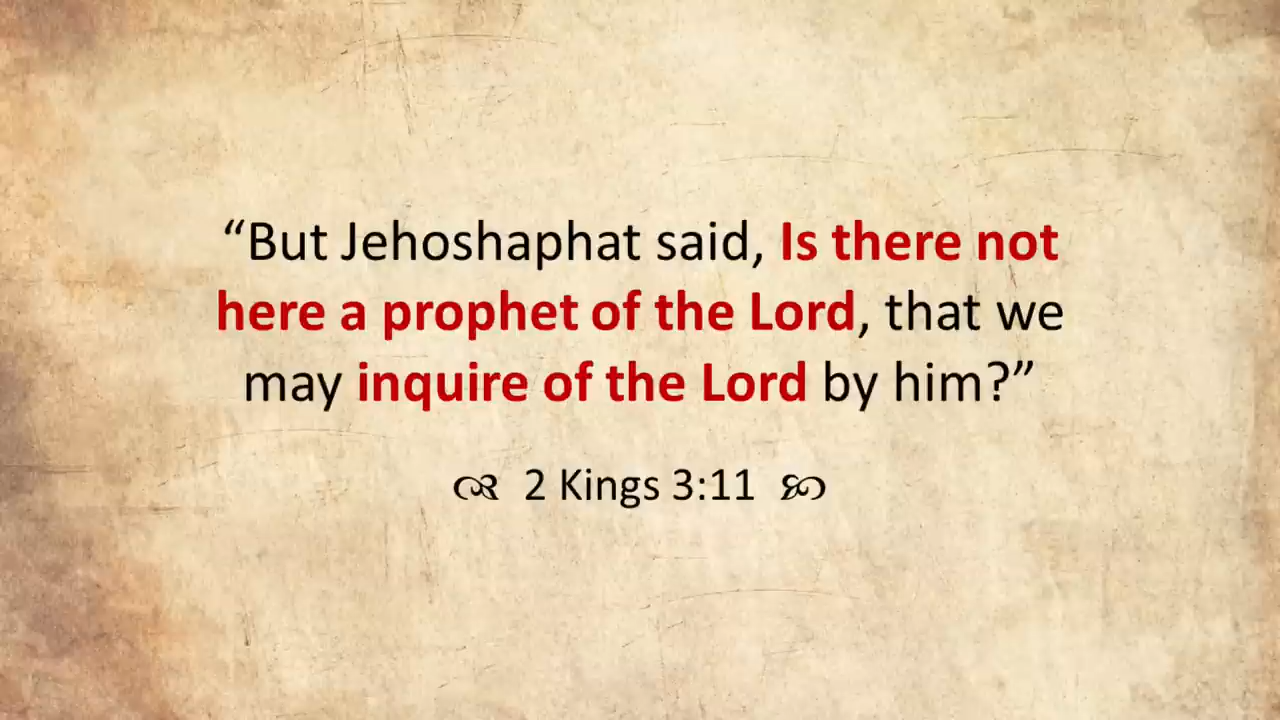 “But Jehoshaphat said, Is there not
here a prophet of the Lord, that we
may inquire of the Lord by him?”
2 Kings 3:11